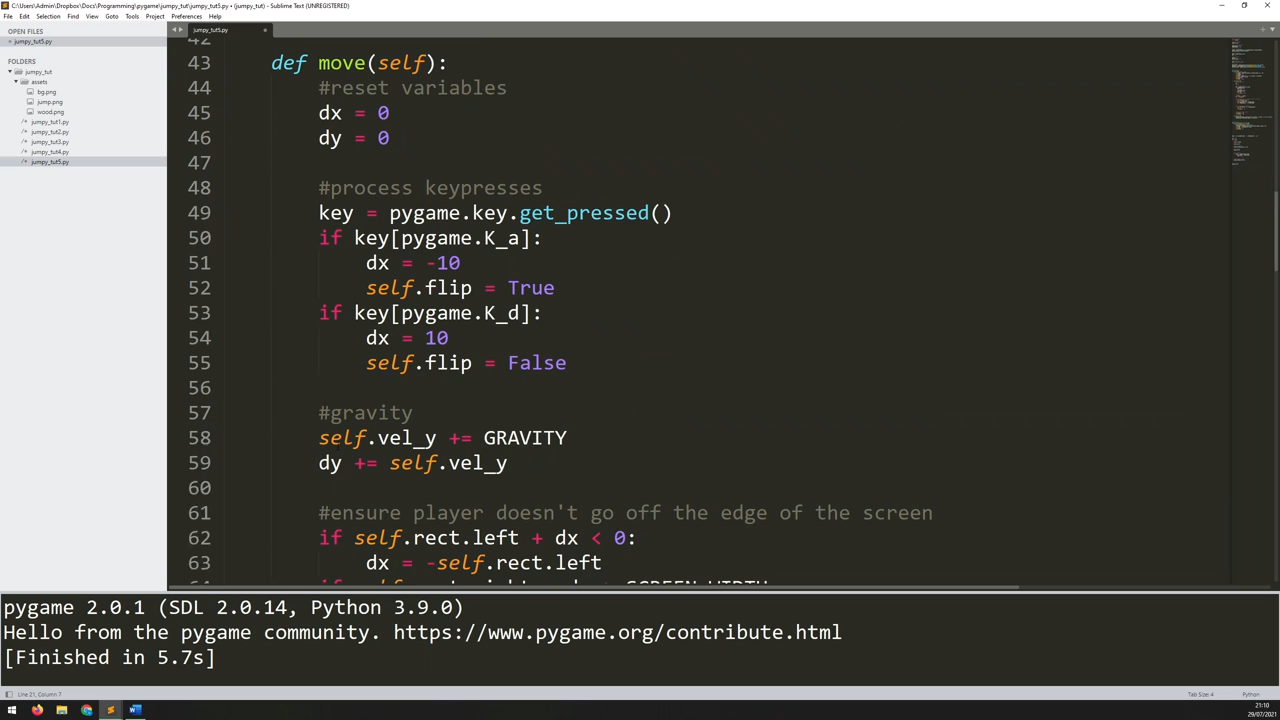 C:\Users\Admin\Dropbox\Docs\Programming\pygame\jumpy_tut\jumpy_tut5.py • (jumpy_tut) - Sublime Text (UNREGISTERED)
File Edit Selection Find View Goto Tools Project Preferences Help
OPEN FILES
jumpy_tut5.py
FOLDERS
jumpy_tut
assets
bg.png
jump.png
wood.png
/* jumpy_tut1.py
/* jumpy_tut2.py
/* jumpy_tut3.py
/* jumpy_tut4.py
/* jumpy_tut5.py
jumpy_tut5.py
42
43 def move(self):
44 #reset variables
45 dx = 0
46 dy = 0
47
48 #process keypresses
49 key = pygame.key.get_pressed()
50 if key[pygame.K_a]:
51 dx = -10
52 self.flip = True
53 if key[pygame.K_d]:
54 dx = 10
55 self.flip = False
56
57 #gravity
58 self.vel_y += GRAVITY
59 dy += self.vel_y
60
61 #ensure player doesn't go off the edge of the screen
62 if self.rect.left + dx < 0:
63 dx = -self.rect.left
pygame 2.0.1 (SDL 2.0.14, Python 3.9.0)
Hello from the pygame community. https://www.pygame.org/contribute.html
[Finished in 5.7s]
Line 21, Column 7
Tab Size: 4
Python
21:10
29/07/2021